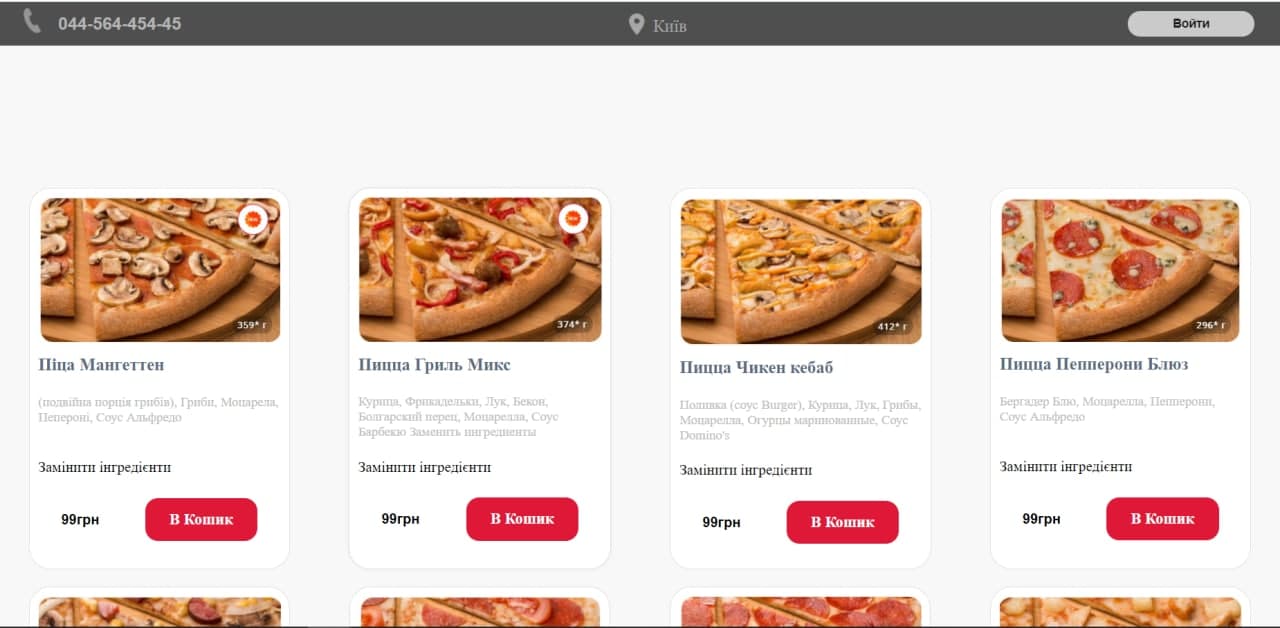 044-564-454-45
Київ
Войти
359* г
374* г
412* г
296* г
Піца Мангеттен
(подвійна порція грибів), Гриби, Моцарела,
Пепероні, Соус Альфредо
Замінити інгредієнти
99грн
В Кошик
Пицца Гриль Микс
Курица, Фрикадельки, Лук, Бекон,
Болгарский перец, Моцарелла, Соус
Барбекю Заменить ингредиенты
Замінити інгредієнти
99грн
В Кошик
Пицца Чикен кебаб
Поливка (соус Burger), Курица, Лук, Грибы,
Моцарелла, Огурцы маринованные, Соус
Domino's
Замінити інгредієнти
99грн
В Кошик
Пицца Пепперони Блюз
Бергадер Блю, Моцарелла, Пепперони,
Соус Альфредо
Замінити інгредієнти
99грн
В Кошик